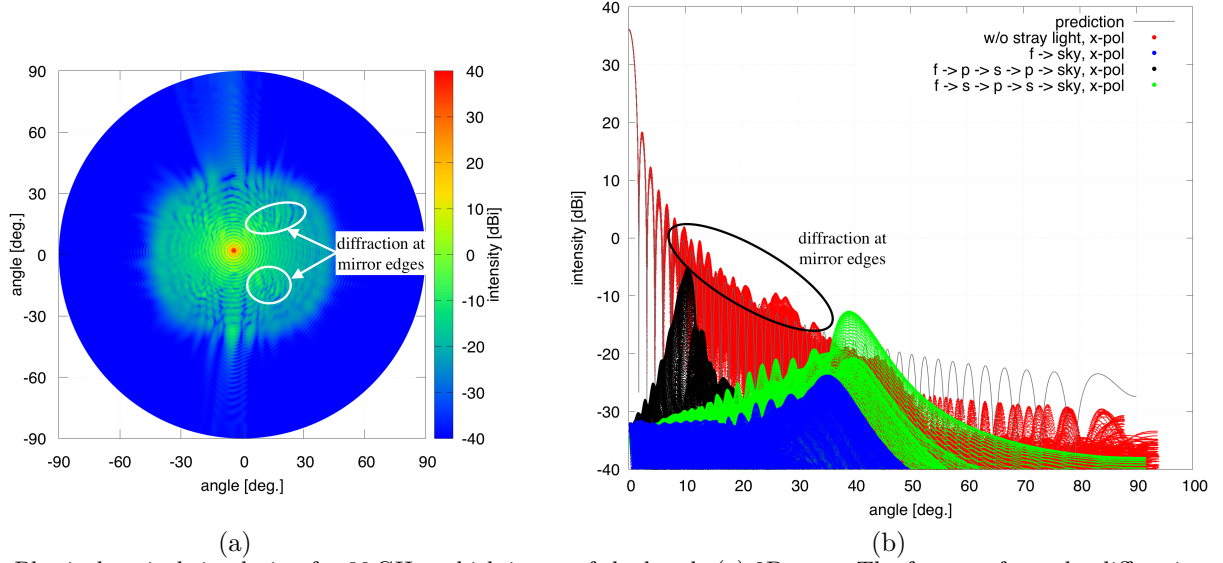 90
60
30
0
-30
-60
-90
angle [deg.]
-90
-60
-30
0
30
60
90
angle [deg.]
40
30
20
10
0
-10
-20
-30
-40
intensity [dBi]
diffraction at
mirror edges
(a)
40
30
20
10
0
-10
-20
-30
-40
intensity [dBi]
prediction
w/o stray light, x-pol
f -> sky, x-pol
f -> p -> s -> p -> sky, x-pol
f -> s -> p -> s -> sky, x-pol
diffraction at
mirror edges
0
10
20
30
40
50
60
70
80
90
100
angle [deg.]
(b)